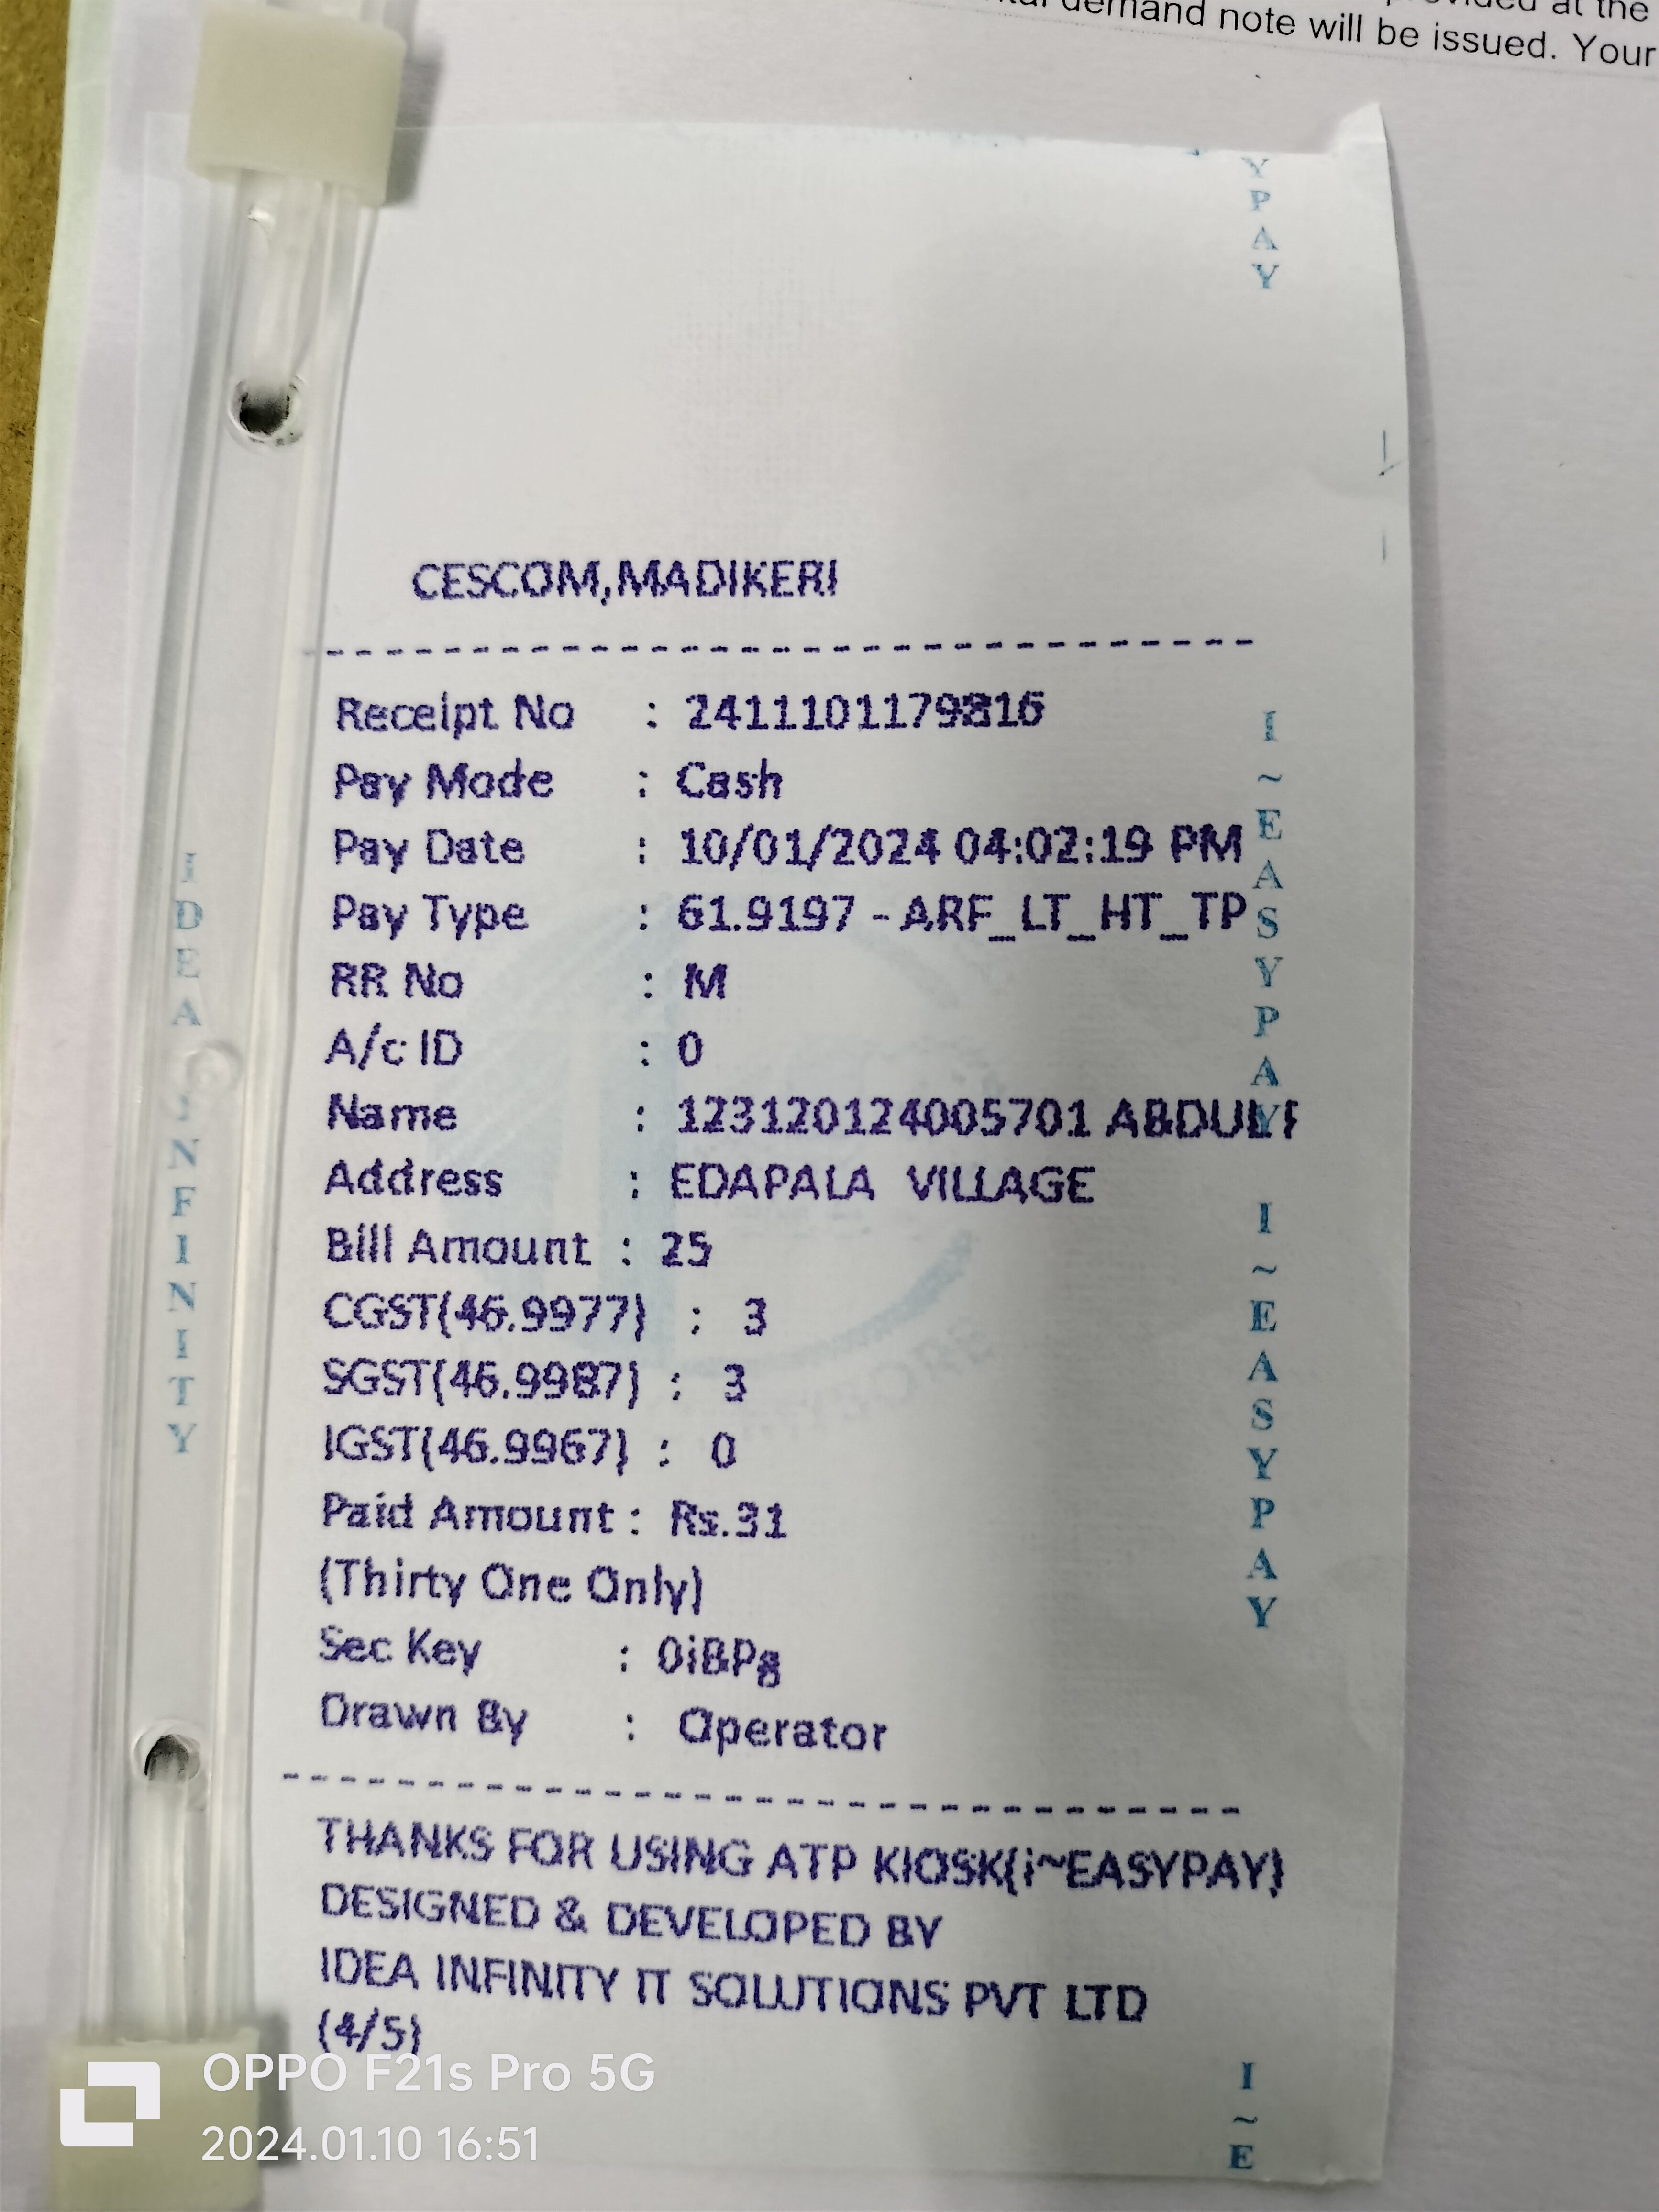 provided at the
demand note will be issued. Your
Y
P
A
Y
CESCOM,MADIKERI
--------------------------------
Receipt No : 2411101179816
Pay Mode : Cash
Pay Date : 10/01/2024 04:02:19 PM
Pay Type : 61.9197 - ARF_LT_HT_TP
RR No : M
A/c ID : 0
Name : 1231201124005701 ABDUL
Address : EDAPALA VILLAGE
Bill Amount : 25
CGST(46.9977) : 3
SGST(46.9987) : 3
IGST(46.9967) : 0
Paid Amount : Rs.31
(Thirty One Only)
Sec Key : 0iBPg
Drawn By : Operator
--------------------------------
THANKS FOR USING ATP KIOSK(i~EASYPAY)
DESIGNED & DEVELOPED BY
IDEA INFINITY IT SOLUTIONS PVT LTD
(4/5)
IDEA INFINITY
I~EASYPAY
I~EASYPAY
I~E
OPPO F21s Pro 5G
2024.01.10 16:51